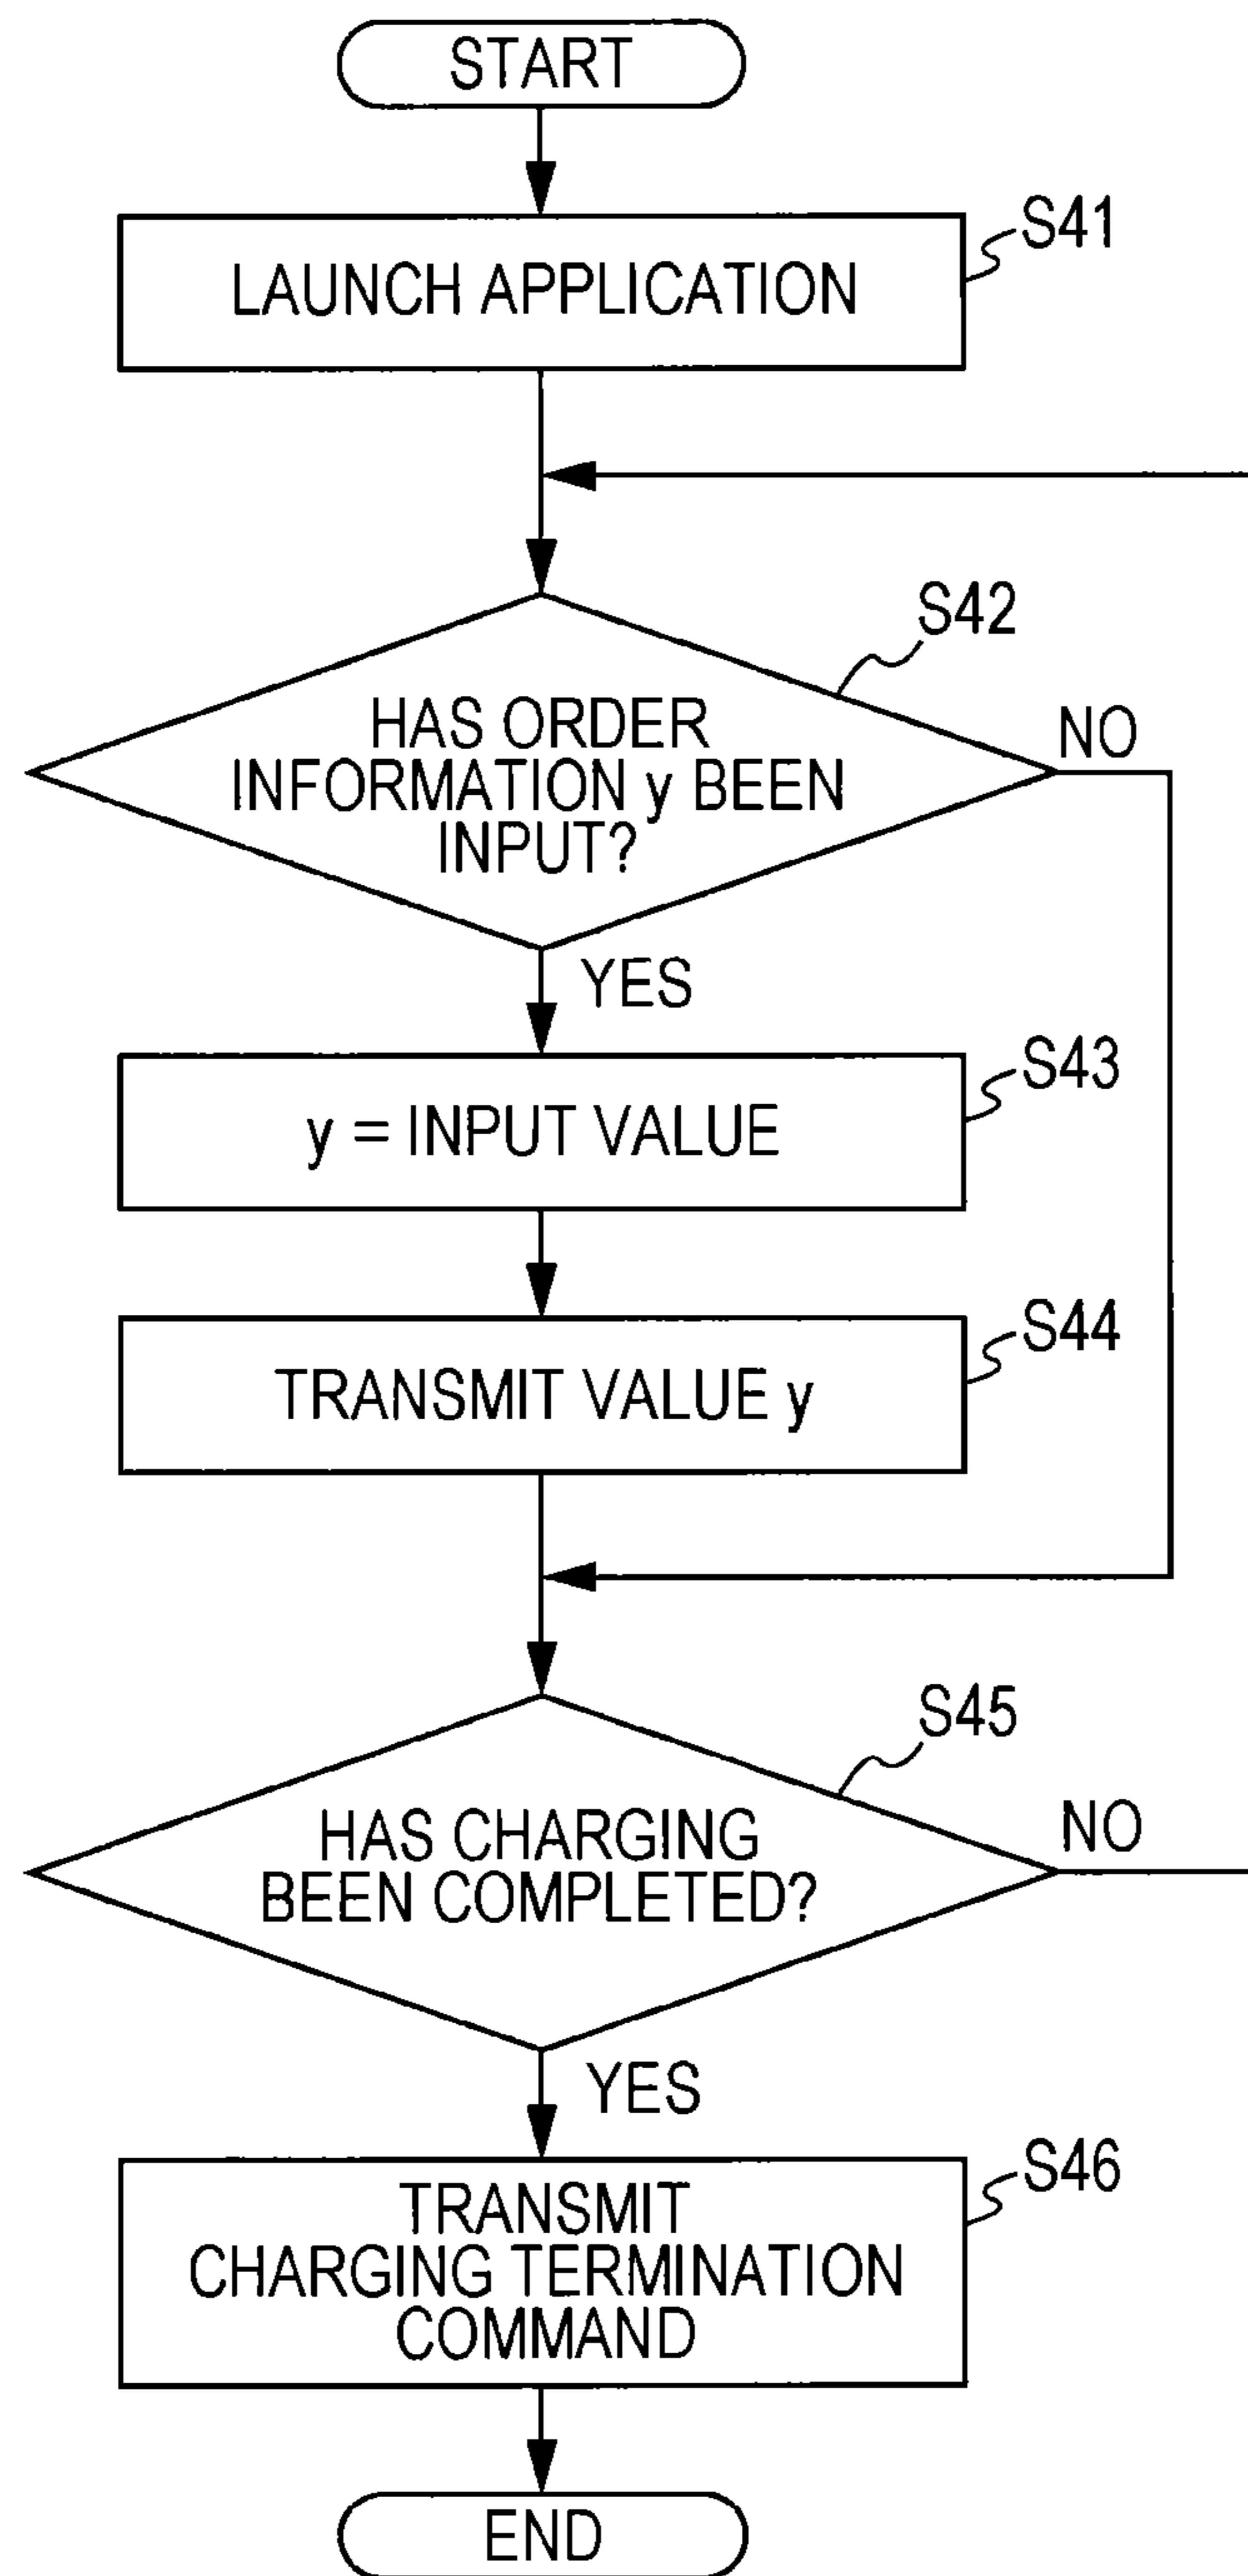 START
S41
LAUNCH APPLICATION
S42
HAS ORDER
INFORMATION y BEEN
INPUT?
NO
YES
S43
y = INPUT VALUE
S44
TRANSMIT VALUE y
S45
HAS CHARGING
BEEN COMPLETED?
NO
YES
S46
TRANSMIT
CHARGING TERMINATION
COMMAND
END